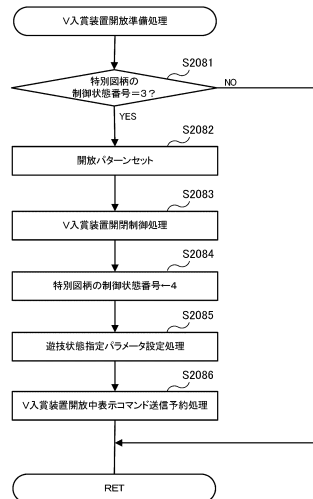 V入賞装置開放準備処理
S2081
特別図柄の
制御状態番号＝3？
NO
YES
S2082
開放パターンセット
S2083
V入賞装置開閉制御処理
S2084
特別図柄の制御状態番号←4
S2085
遊技状態指定パラメータ設定処理
S2086
V入賞装置開放中表示コマンド送信予約処理
RET